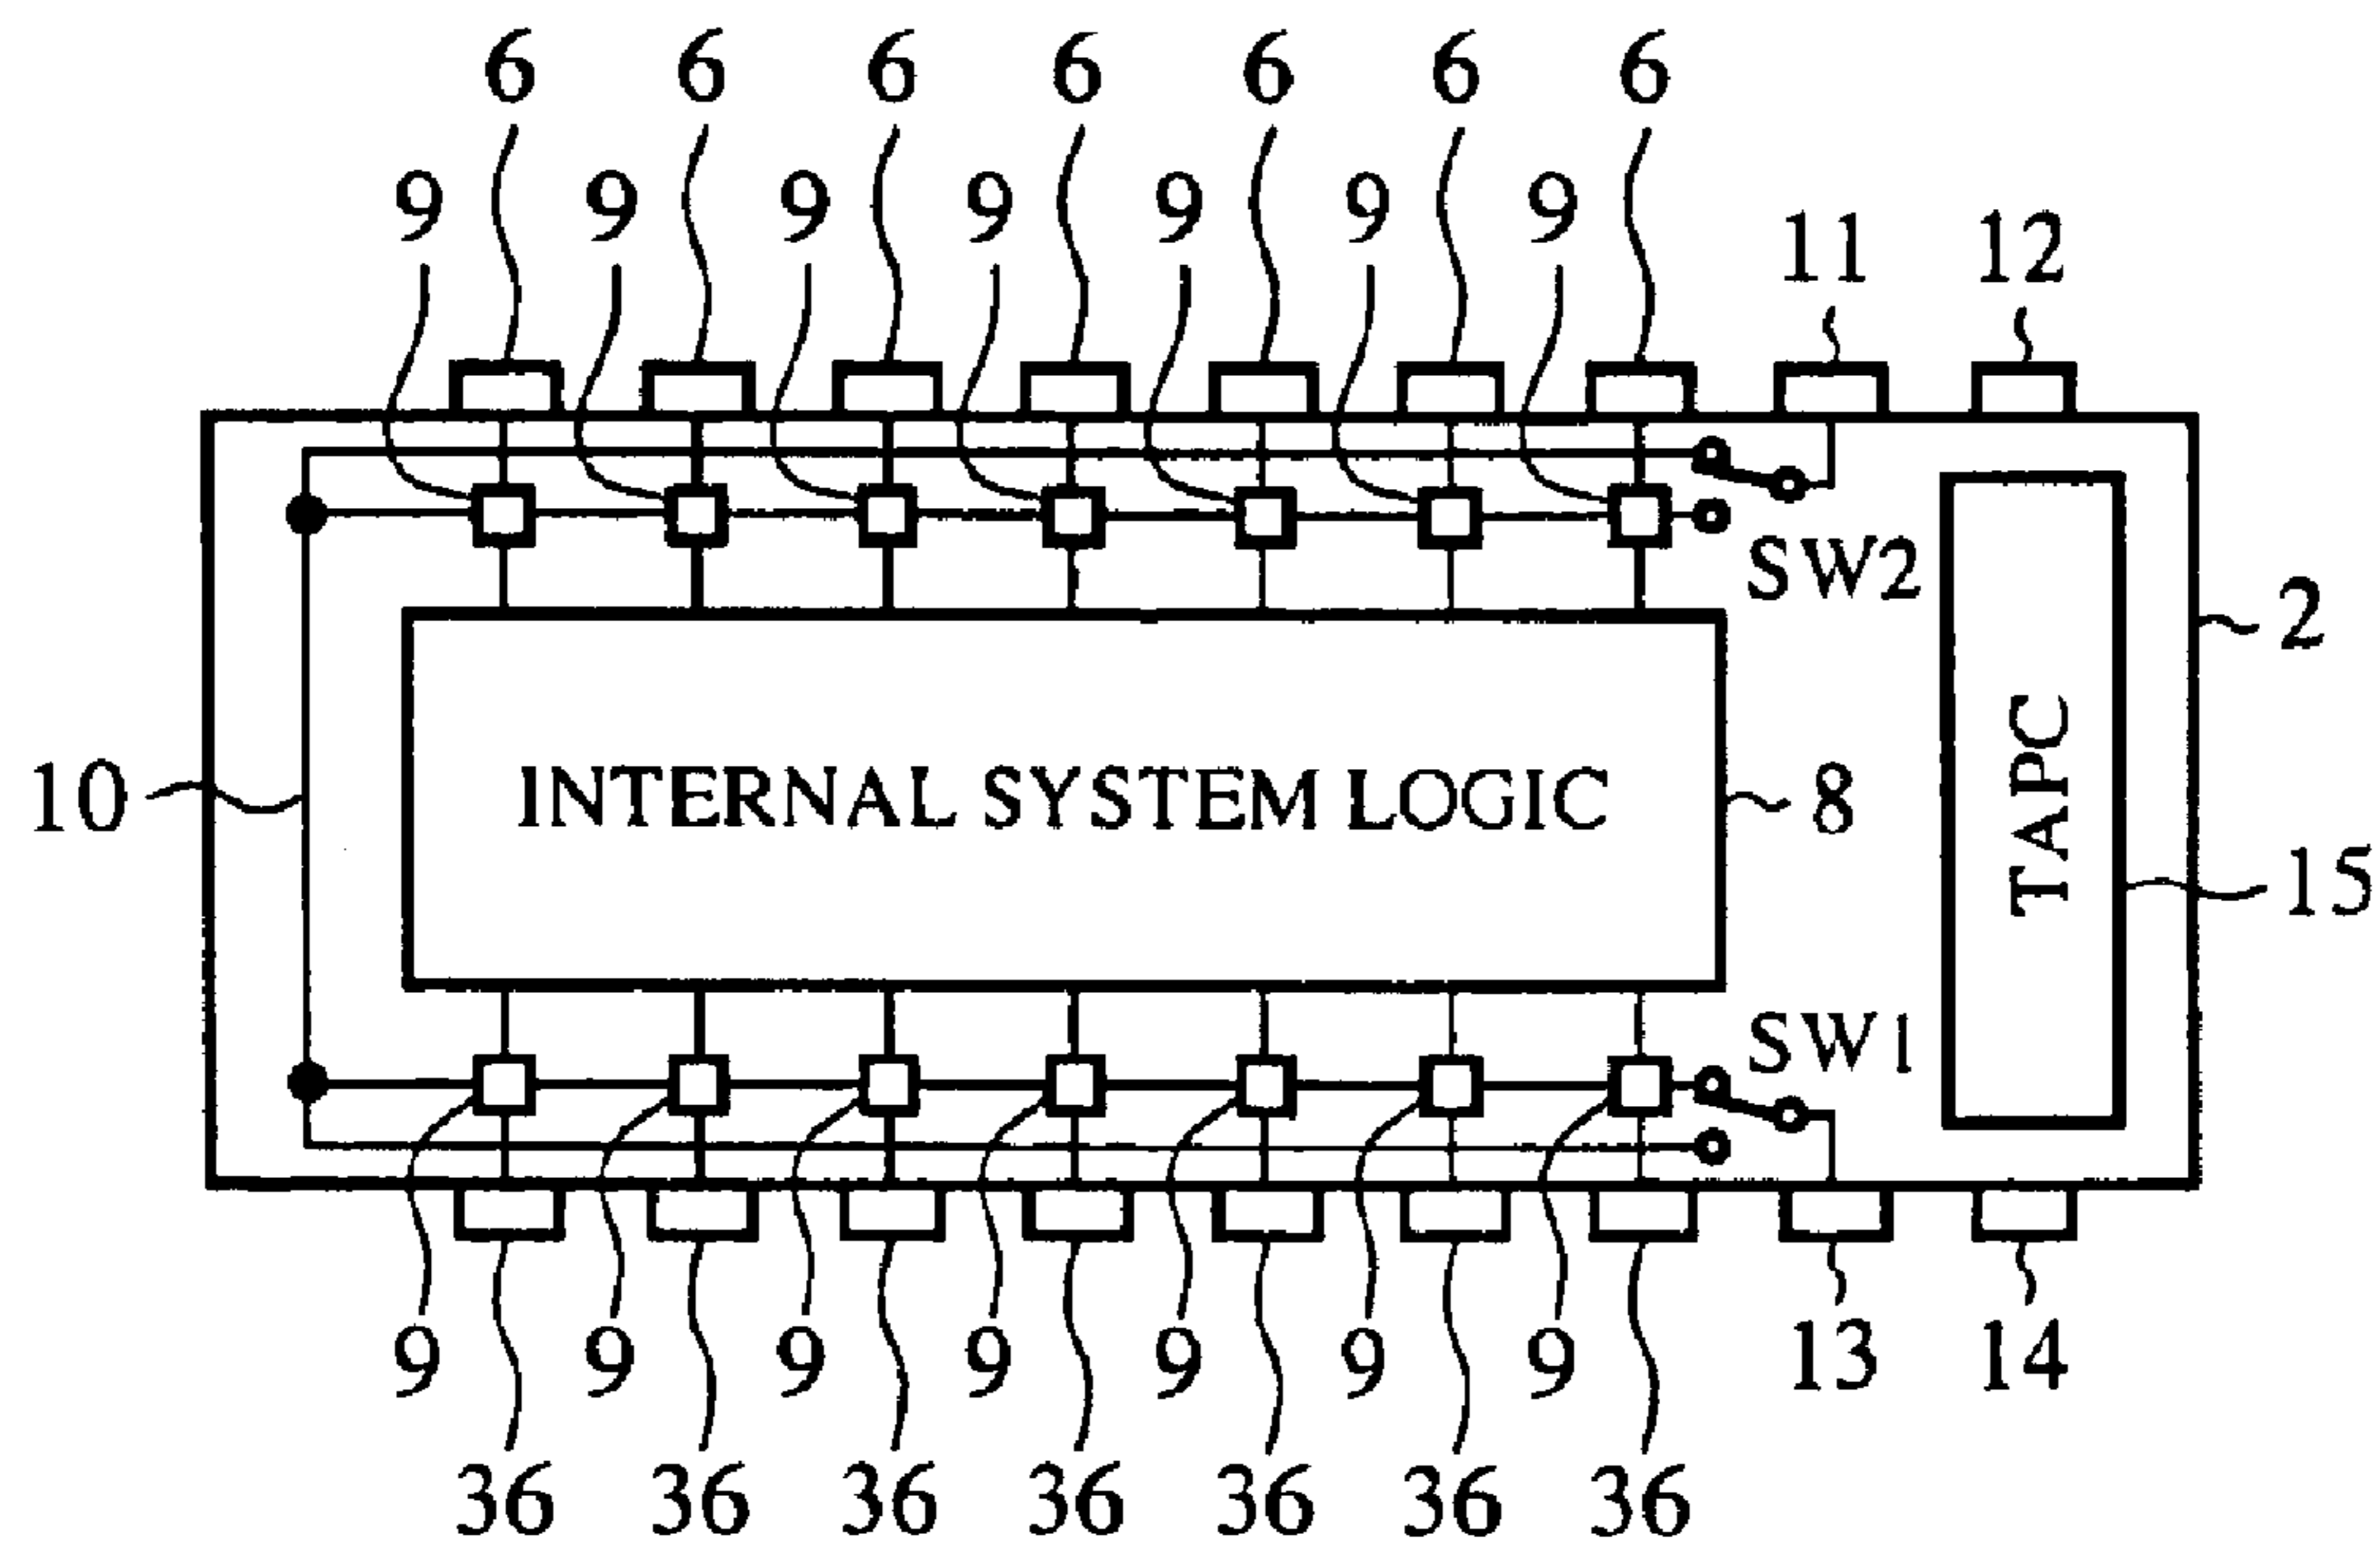 6 6 6 6 6 6 6
9 9 9 9 9 9 9 11 12
SW2
2
TAPC
10 INTERNAL SYSTEM LOGIC 8
15
SW1
9 9 9 9 9 9 9 13 14
36 36 36 36 36 36 36